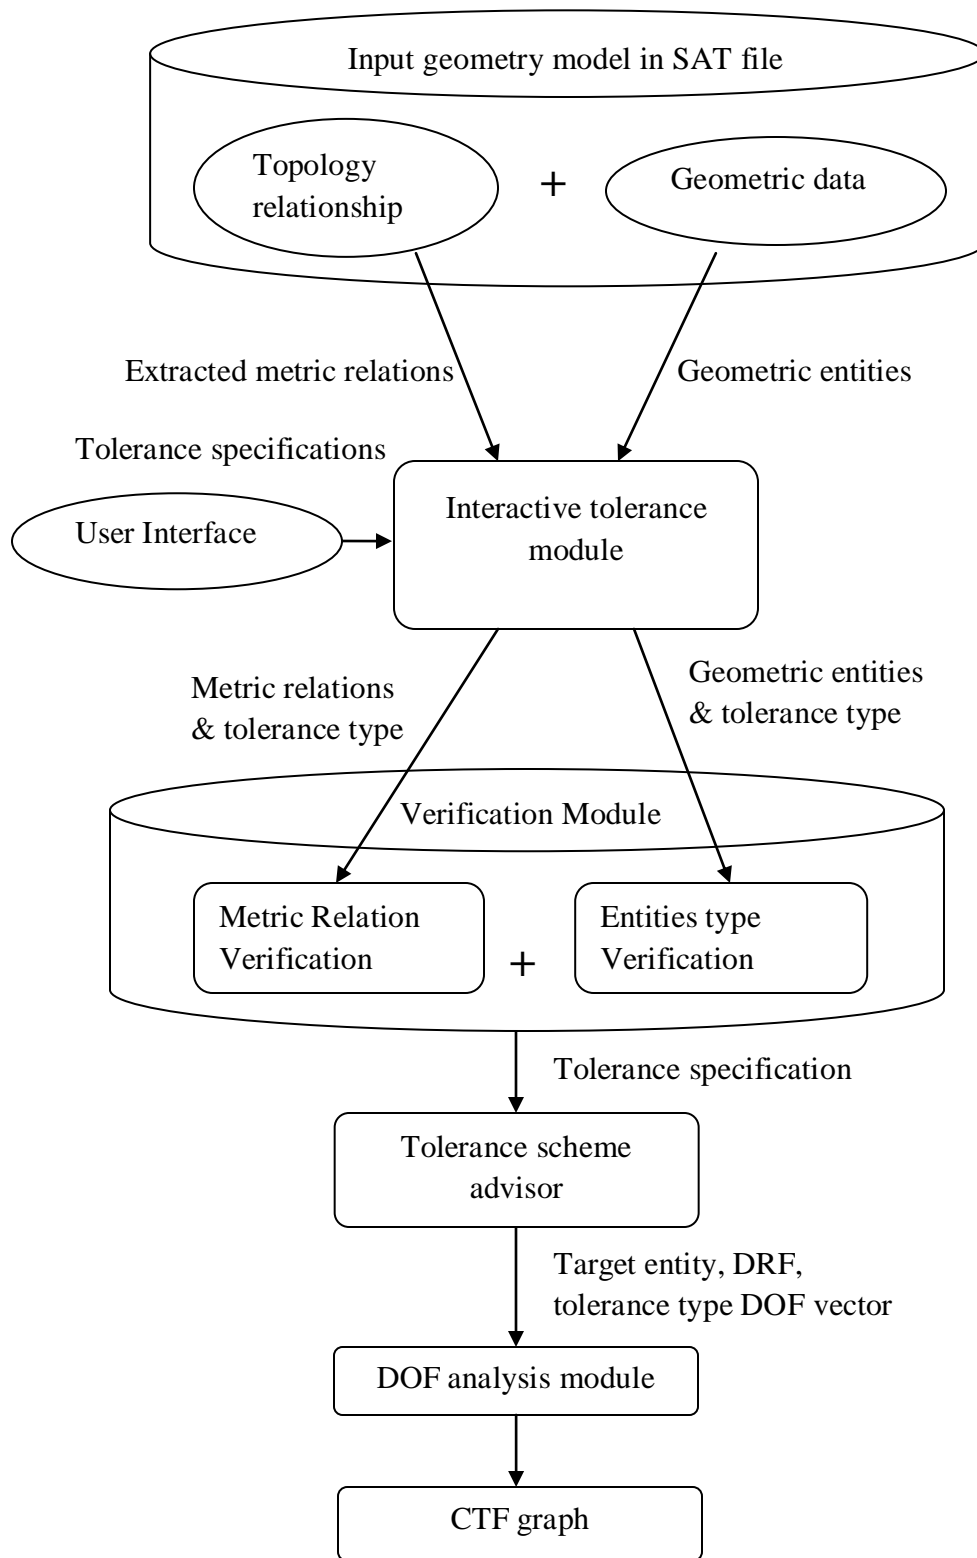 Input geometry model in SAT file
Topology
relationship
+
Geometric data
Extracted metric relations
Geometric entities
Tolerance specifications
User Interface
Interactive tolerance
module
Metric relations
& tolerance type
Geometric entities
& tolerance type
Verification Module
Metric Relation
Verification
+
Entities type
Verification
Tolerance specification
Tolerance scheme
advisor
Target entity, DRF,
tolerance type DOF vector
DOF analysis module
CTF graph